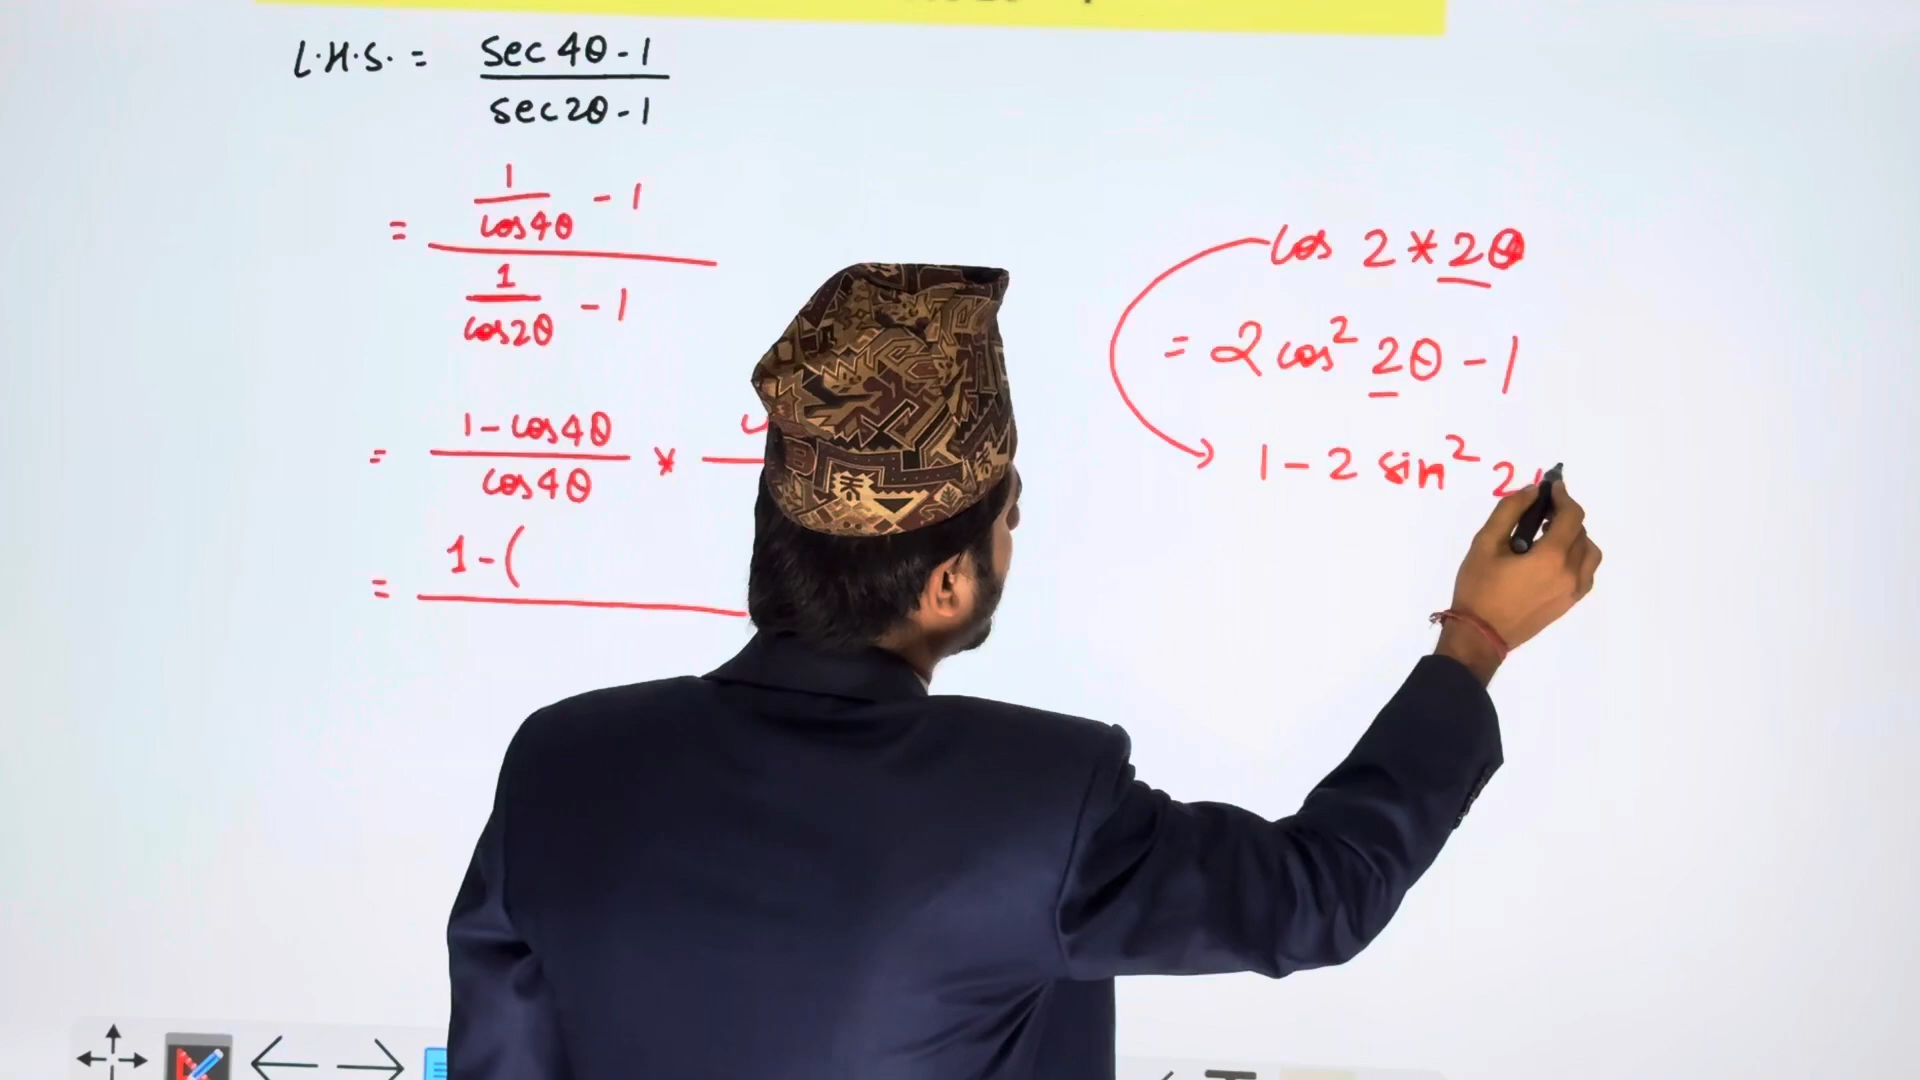 L.H.S. = sec 4θ - 1
sec 2θ - 1
= 1/cos4θ - 1
1/cos2θ - 1
= 1 - cos4θ
cos4θ *
= 1 - (
cos 2 * 2θ
= 2 cos² 2θ - 1
1 - 2 sin² 2